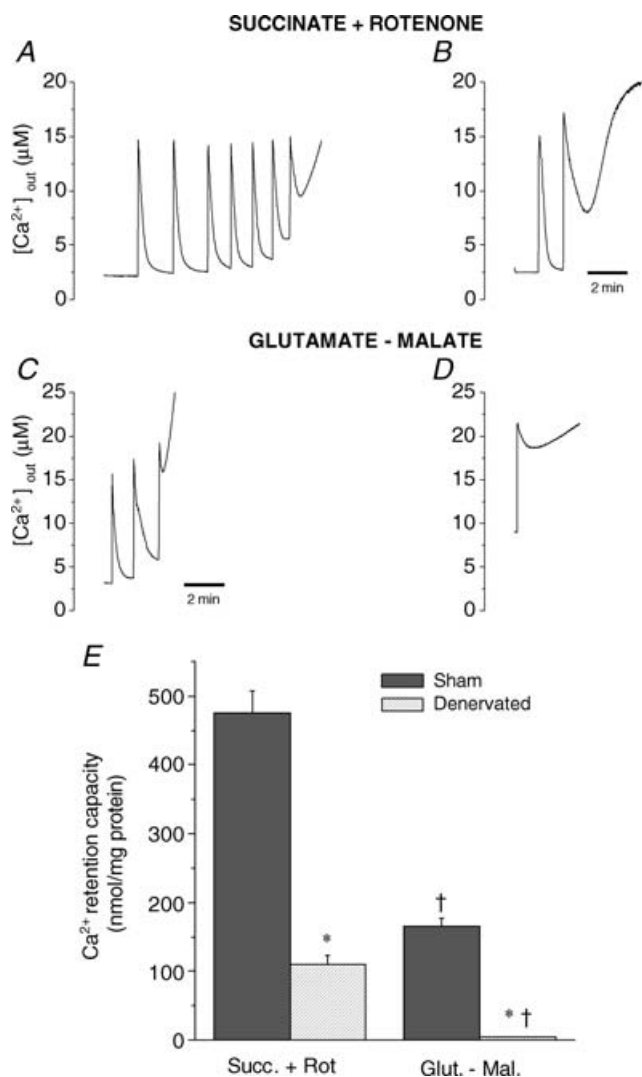 SUCCINATE + ROTENONE
A
B
[Ca²⁺] out (μM)
20
15
10
5
0
20
15
10
5
0
2 min
GLUTAMATE - MALATE
C
D
[Ca²⁺] out (μM)
25
20
15
10
5
0
2 min
25
20
15
10
5
0
E
Ca²⁺ retention capacity
(nmol/mg protein)
500
400
300
200
100
0
Sham
Denervated
*
†
* †
Succ. + Rot
Glut. - Mal.